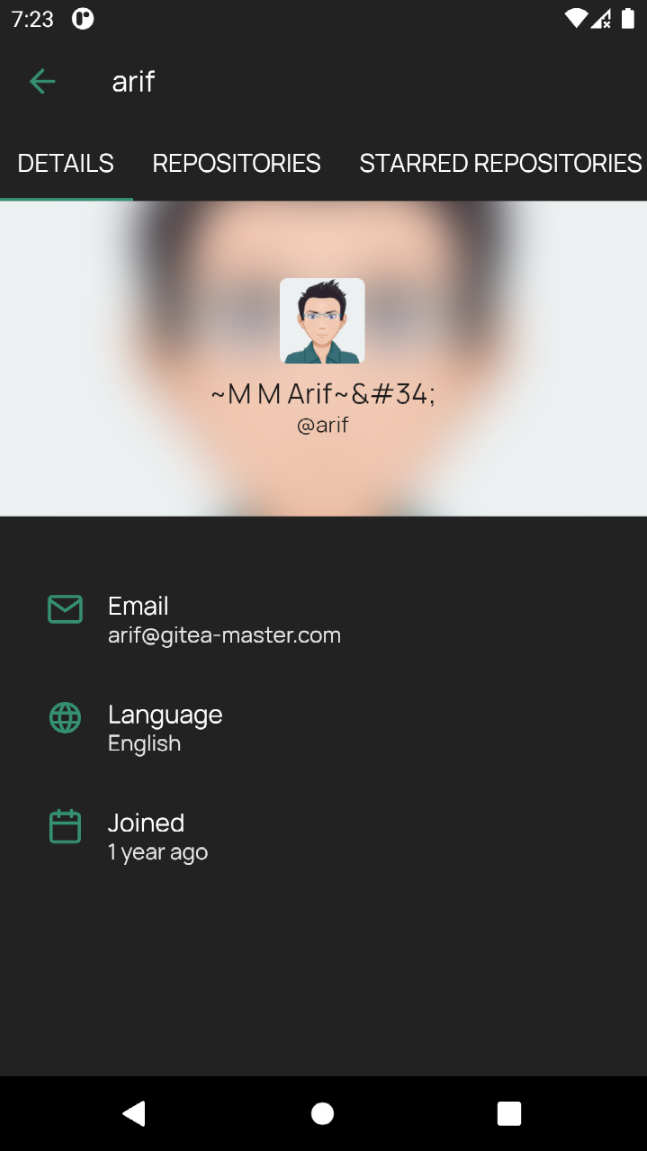 7:23
arif
DETAILS REPOSITORIES STARRED REPOSITORIES
~M M Arif~&#34;
@arif
Email
arif@gitea-master.com
Language
English
Joined
1 year ago